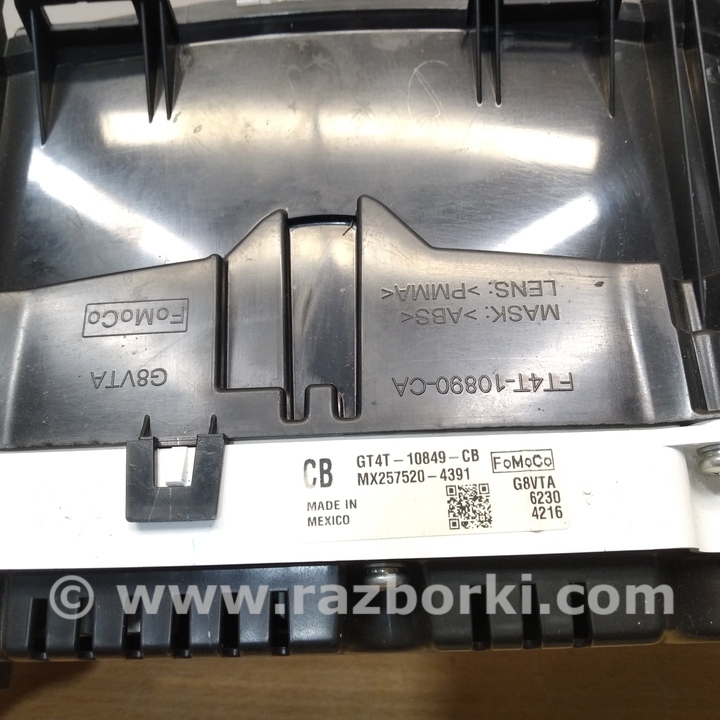 LENS: >PMMA<
MASK: >ABS<
FoMoCo
G8VTA
FT4T-10890-CA
CB
GT4T-10849-CB
MX257520-4391
FoMoCo
G8VTA
6230
4216
MADE IN
MEXICO
© www.razborki.com